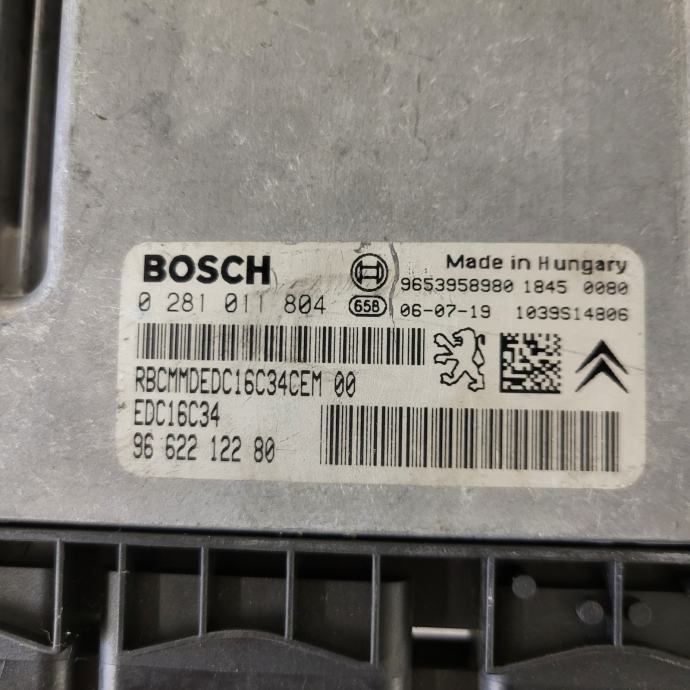 BOSCH
Made in Hungary
9653958980 1845 0080
0 281 011 804 65B 06-07-19 1039S14806
RBCMMDEDC16C34CEM 00
EDC16C34
96 622 122 80